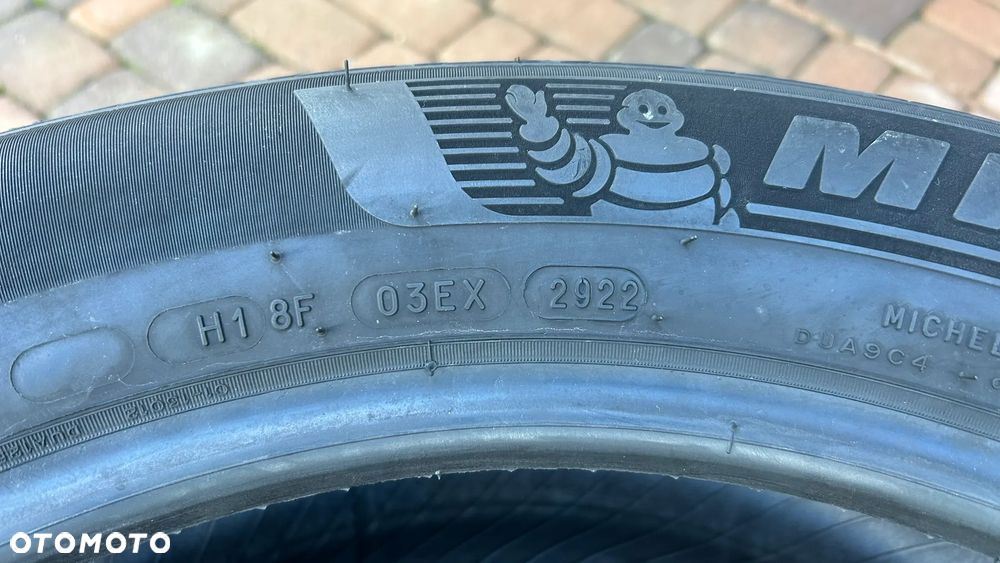 MI
H1 8F 03EX 2922
MICHEL
DUA9C4
OTOMOTO